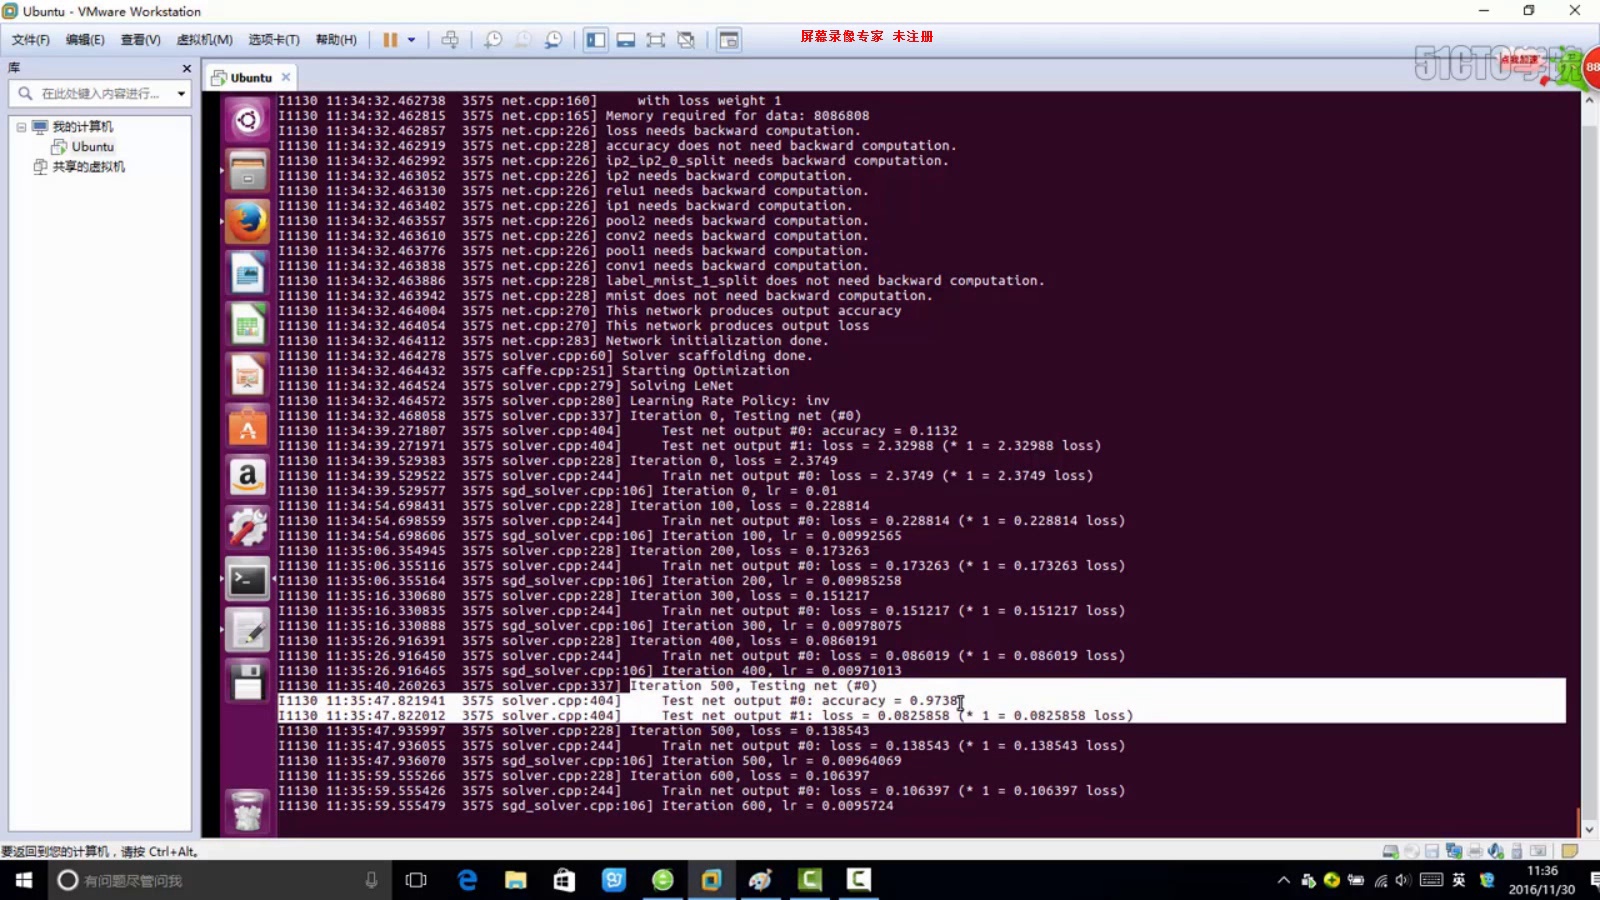 Ubuntu - VMware Workstation
文件(F) 编辑(E) 查看(V) 虚拟机(M) 选项卡(T) 帮助(H)
屏幕录像专家 未注册
51CTO学院
点我加速
88
库
在此处键入内容进行...
我的计算机
Ubuntu
共享的虚拟机
Ubuntu
I1130 11:34:32.462738 3575 net.cpp:160] with loss weight 1
I1130 11:34:32.462815 3575 net.cpp:165] Memory required for data: 8086808
I1130 11:34:32.462857 3575 net.cpp:226] loss needs backward computation.
I1130 11:34:32.462919 3575 net.cpp:228] accuracy does not need backward computation.
I1130 11:34:32.462992 3575 net.cpp:226] ip2_ip2_0_split needs backward computation.
I1130 11:34:32.463052 3575 net.cpp:226] ip2 needs backward computation.
I1130 11:34:32.463130 3575 net.cpp:226] relu1 needs backward computation.
I1130 11:34:32.463402 3575 net.cpp:226] ip1 needs backward computation.
I1130 11:34:32.463557 3575 net.cpp:226] pool2 needs backward computation.
I1130 11:34:32.463610 3575 net.cpp:226] conv2 needs backward computation.
I1130 11:34:32.463776 3575 net.cpp:226] pool1 needs backward computation.
I1130 11:34:32.463838 3575 net.cpp:226] conv1 needs backward computation.
I1130 11:34:32.463886 3575 net.cpp:228] label_mnist_1_split does not need backward computation.
I1130 11:34:32.463942 3575 net.cpp:228] mnist does not need backward computation.
I1130 11:34:32.464004 3575 net.cpp:270] This network produces output accuracy
I1130 11:34:32.464054 3575 net.cpp:270] This network produces output loss
I1130 11:34:32.464112 3575 net.cpp:283] Network initialization done.
I1130 11:34:32.464278 3575 solver.cpp:60] Solver scaffolding done.
I1130 11:34:32.464432 3575 caffe.cpp:251] Starting Optimization
I1130 11:34:32.464524 3575 solver.cpp:279] Solving LeNet
I1130 11:34:32.464572 3575 solver.cpp:280] Learning Rate Policy: inv
I1130 11:34:32.468058 3575 solver.cpp:337] Iteration 0, Testing net (#0)
I1130 11:34:39.271807 3575 solver.cpp:404] Test net output #0: accuracy = 0.1132
I1130 11:34:39.271971 3575 solver.cpp:404] Test net output #1: loss = 2.32988 (* 1 = 2.32988 loss)
I1130 11:34:39.529383 3575 solver.cpp:228] Iteration 0, loss = 2.3749
I1130 11:34:39.529522 3575 solver.cpp:244] Train net output #0: loss = 2.3749 (* 1 = 2.3749 loss)
I1130 11:34:39.529577 3575 sgd_solver.cpp:106] Iteration 0, lr = 0.01
I1130 11:34:54.698431 3575 solver.cpp:228] Iteration 100, loss = 0.228814
I1130 11:34:54.698559 3575 solver.cpp:244] Train net output #0: loss = 0.228814 (* 1 = 0.228814 loss)
I1130 11:34:54.698606 3575 sgd_solver.cpp:106] Iteration 100, lr = 0.00992565
I1130 11:35:06.354945 3575 solver.cpp:228] Iteration 200, loss = 0.173263
I1130 11:35:06.355116 3575 solver.cpp:244] Train net output #0: loss = 0.173263 (* 1 = 0.173263 loss)
I1130 11:35:06.355164 3575 sgd_solver.cpp:106] Iteration 200, lr = 0.00985258
I1130 11:35:16.330680 3575 solver.cpp:228] Iteration 300, loss = 0.151217
I1130 11:35:16.330835 3575 solver.cpp:244] Train net output #0: loss = 0.151217 (* 1 = 0.151217 loss)
I1130 11:35:16.330888 3575 sgd_solver.cpp:106] Iteration 300, lr = 0.00978075
I1130 11:35:26.916391 3575 solver.cpp:228] Iteration 400, loss = 0.0860191
I1130 11:35:26.916450 3575 solver.cpp:244] Train net output #0: loss = 0.086019 (* 1 = 0.086019 loss)
I1130 11:35:26.916465 3575 sgd_solver.cpp:106] Iteration 400, lr = 0.00971013
I1130 11:35:40.260263 3575 solver.cpp:337] Iteration 500, Testing net (#0)
I1130 11:35:47.821941 3575 solver.cpp:404] Test net output #0: accuracy = 0.9738
I1130 11:35:47.822012 3575 solver.cpp:404] Test net output #1: loss = 0.0825858 (* 1 = 0.0825858 loss)
I1130 11:35:47.935997 3575 solver.cpp:228] Iteration 500, loss = 0.138543
I1130 11:35:47.936055 3575 solver.cpp:244] Train net output #0: loss = 0.138543 (* 1 = 0.138543 loss)
I1130 11:35:47.936070 3575 sgd_solver.cpp:106] Iteration 500, lr = 0.00964069
I1130 11:35:59.555266 3575 solver.cpp:228] Iteration 600, loss = 0.106397
I1130 11:35:59.555426 3575 solver.cpp:244] Train net output #0: loss = 0.106397 (* 1 = 0.106397 loss)
I1130 11:35:59.555479 3575 sgd_solver.cpp:106] Iteration 600, lr = 0.0095724
要返回到您的计算机，请按 Ctrl+Alt。
有问题尽管问我
英
11:36
2016/11/30